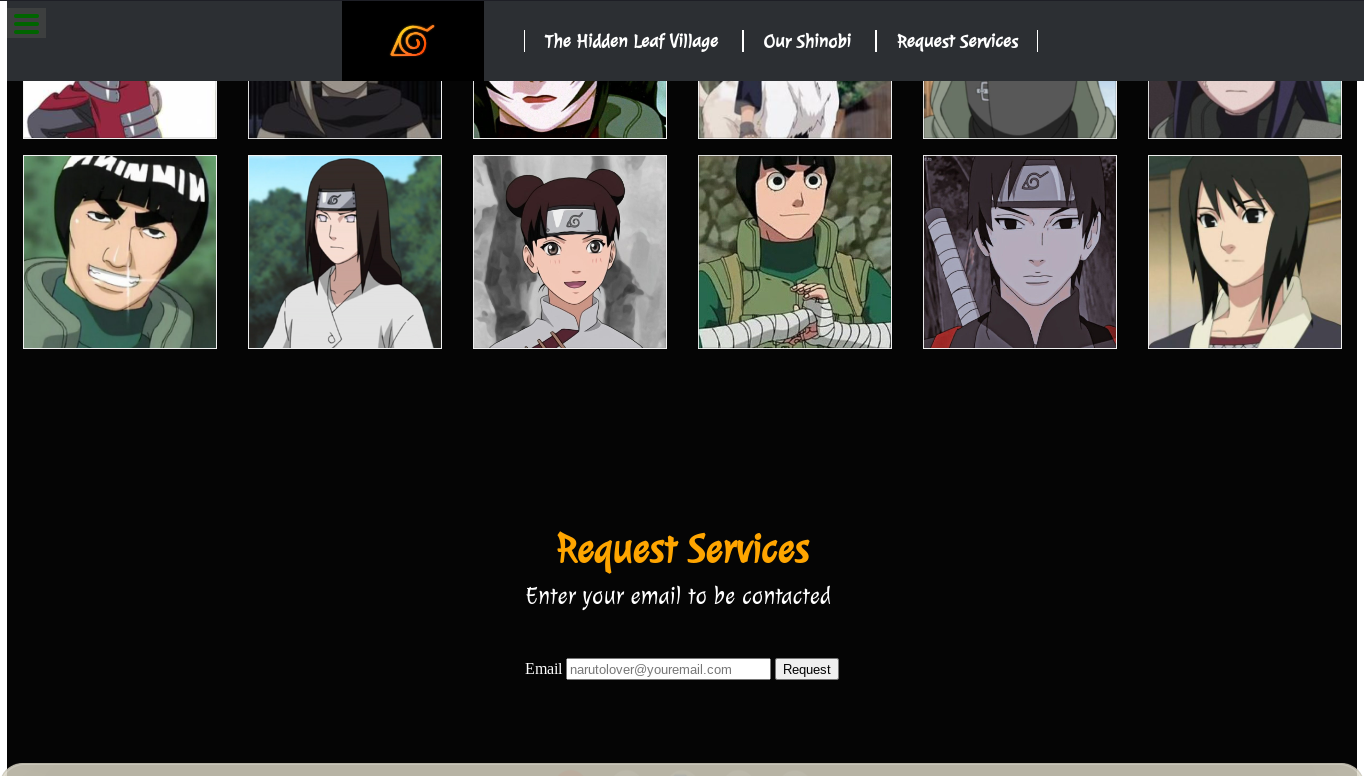 The Hidden Leaf Village
Our Shinobi
Request Services
Request Services
Enter your email to be contacted
Email narutolover@youremail.com Request